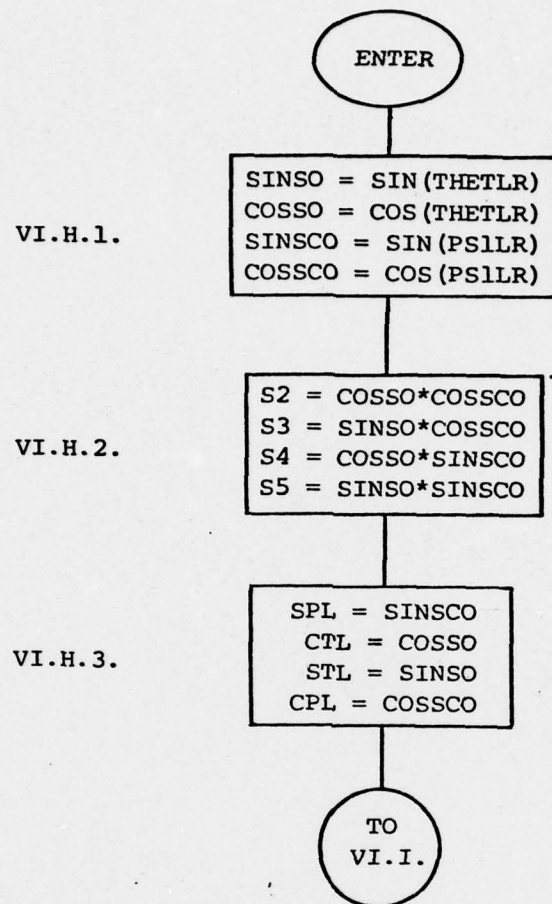 ENTER
VI.H.1.
SINSO = SIN(THETLR)
COSSO = COS(THETLR)
SINSCO = SIN(PS1LR)
COSSCO = COS(PS1LR)
VI.H.2.
S2 = COSSO*COSSCO
S3 = SINSO*COSSCO
S4 = COSSO*SINSCO
S5 = SINSO*SINSCO
VI.H.3.
SPL = SINSCO
CTL = COSSO
STL = SINSO
CPL = COSSCO
TO
VI.I.